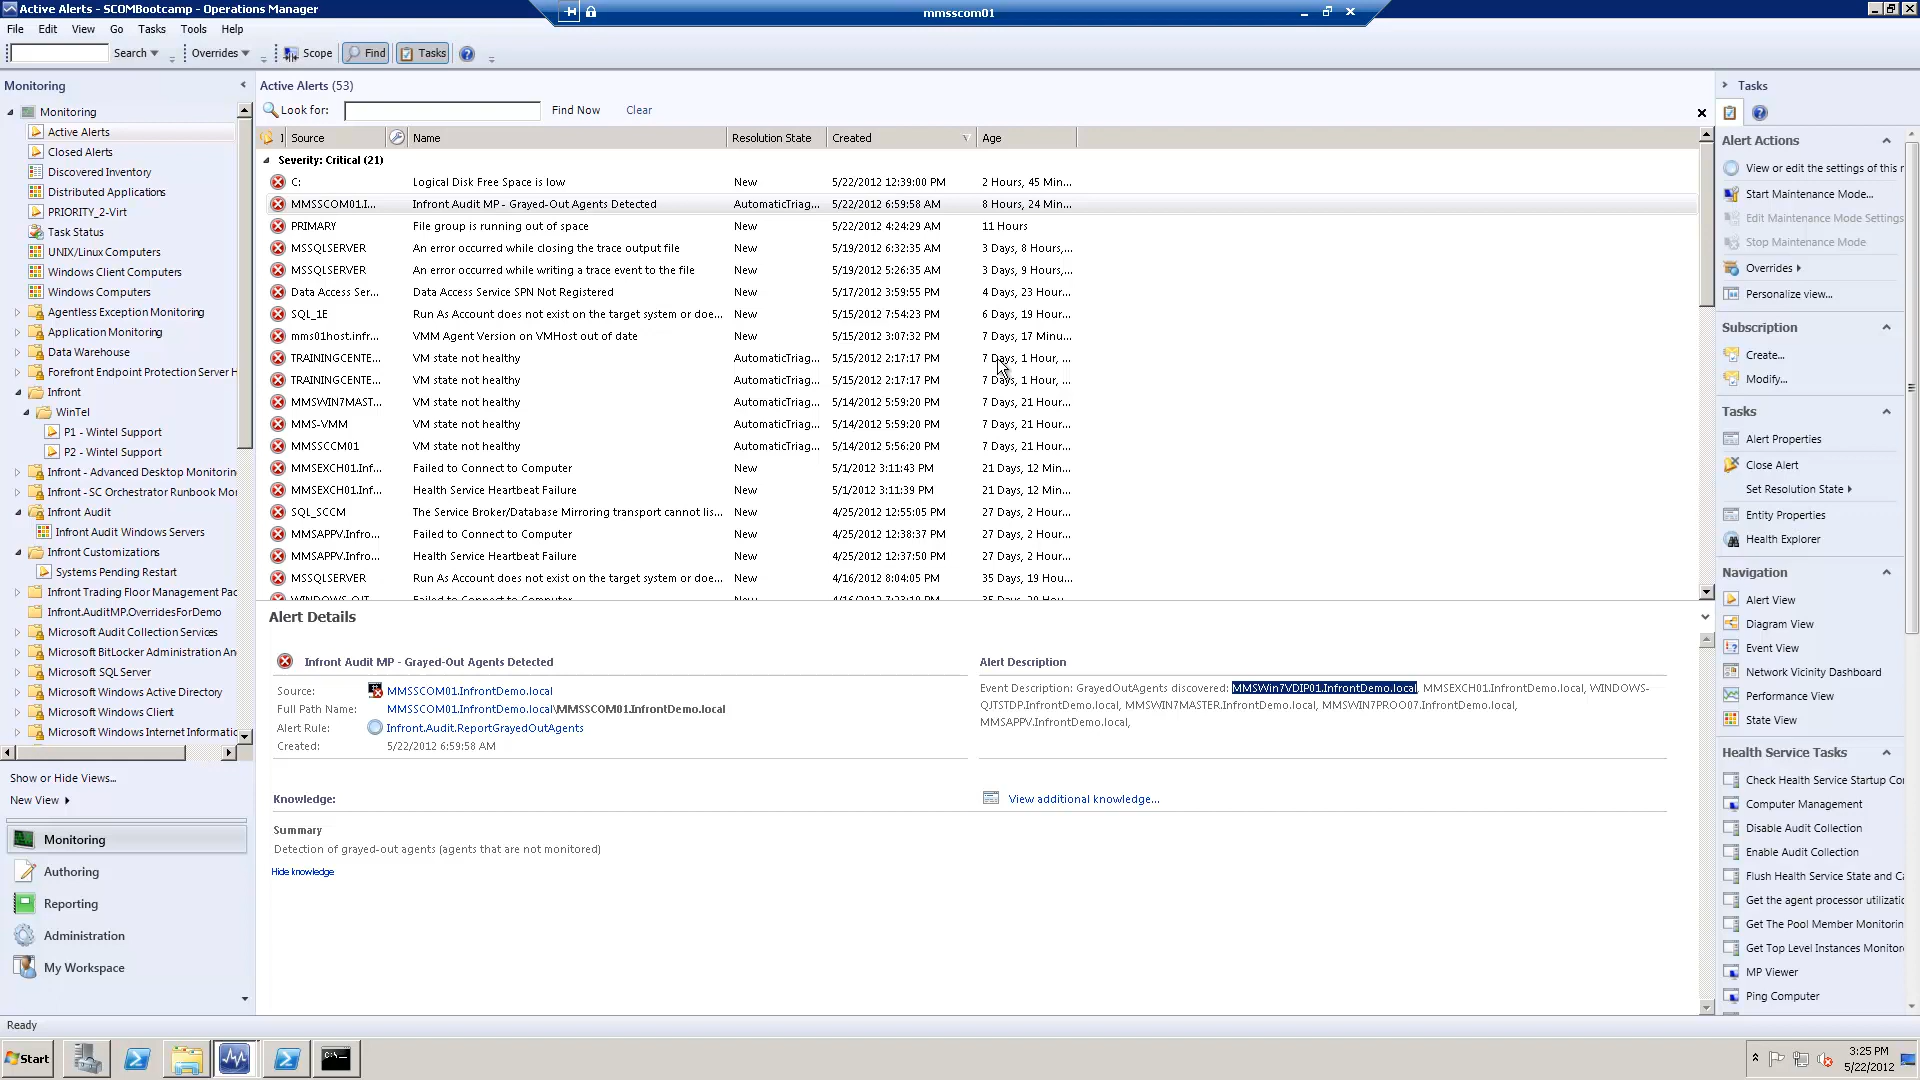 Active Alerts - SCOMBootcamp - Operations Manager
mmsscom01
File Edit View Go Tasks Tools Help
Search Overrides Scope Find Tasks
Monitoring
Monitoring
Active Alerts
Closed Alerts
Discovered Inventory
Distributed Applications
PRIORITY_2-Virt
Task Status
UNIX/Linux Computers
Windows Client Computers
Windows Computers
Agentless Exception Monitoring
Application Monitoring
Data Warehouse
Forefront Endpoint Protection Server H
Infront
WinTel
P1 - Wintel Support
P2 - Wintel Support
Infront - Advanced Desktop Monitorin
Infront - SC Orchestrator Runbook Mor
Infront Audit
Infront Audit Windows Servers
Infront Customizations
Systems Pending Restart
Infront Trading Floor Management Pac
Infront.AuditMP.OverridesForDemo
Microsoft Audit Collection Services
Microsoft BitLocker Administration An
Microsoft SQL Server
Microsoft Windows Active Directory
Microsoft Windows Client
Microsoft Windows Internet Informatic
Show or Hide Views...
New View
Monitoring
Authoring
Reporting
Administration
My Workspace
Active Alerts (53)
Look for: Find Now Clear
Source Name Resolution State Created Age
Severity: Critical (21)
C: Logical Disk Free Space is low New 5/22/2012 12:39:00 PM 2 Hours, 45 Min...
MMSSCOM01.I... Infront Audit MP - Grayed-Out Agents Detected AutomaticTriag... 5/22/2012 6:59:58 AM 8 Hours, 24 Min...
PRIMARY File group is running out of space New 5/22/2012 4:24:29 AM 11 Hours
MSSQLSERVER An error occurred while closing the trace output file New 5/19/2012 6:32:35 AM 3 Days, 8 Hours,...
MSSQLSERVER An error occurred while writing a trace event to the file New 5/19/2012 5:26:35 AM 3 Days, 9 Hours,...
Data Access Ser... Data Access Service SPN Not Registered New 5/17/2012 3:59:55 PM 4 Days, 23 Hour...
SQL_1E Run As Account does not exist on the target system or doe... New 5/15/2012 7:54:23 PM 6 Days, 19 Hour...
mms01host.infr... VMM Agent Version on VMHost out of date New 5/15/2012 3:07:32 PM 7 Days, 17 Minu...
TRAININGCENTE... VM state not healthy AutomaticTriag... 5/15/2012 2:17:17 PM 7 Days, 1 Hour, ...
TRAININGCENTE... VM state not healthy AutomaticTriag... 5/15/2012 2:17:17 PM 7 Days, 1 Hour, ...
MMSWIN7MAST... VM state not healthy AutomaticTriag... 5/14/2012 5:59:20 PM 7 Days, 21 Hour...
MMS-VMM VM state not healthy AutomaticTriag... 5/14/2012 5:59:20 PM 7 Days, 21 Hour...
MMSSCCM01 VM state not healthy AutomaticTriag... 5/14/2012 5:56:20 PM 7 Days, 21 Hour...
MMSEXCH01.Inf... Failed to Connect to Computer New 5/1/2012 3:11:43 PM 21 Days, 12 Min...
MMSEXCH01.Inf... Health Service Heartbeat Failure New 5/1/2012 3:11:39 PM 21 Days, 12 Min...
SQL_SCCM The Service Broker/Database Mirroring transport cannot lis... New 4/25/2012 12:55:05 PM 27 Days, 2 Hour...
MMSAPPV.Infro... Failed to Connect to Computer New 4/25/2012 12:38:37 PM 27 Days, 2 Hour...
MMSAPPV.Infro... Health Service Heartbeat Failure New 4/25/2012 12:37:50 PM 27 Days, 2 Hour...
MSSQLSERVER Run As Account does not exist on the target system or doe... New 4/16/2012 8:04:05 PM 35 Days, 19 Hou...
Alert Details
Infront Audit MP - Grayed-Out Agents Detected
Source: MMSSCOM01.InfrontDemo.local
Full Path Name: MMSSCOM01.InfrontDemo.local\MMSSCOM01.InfrontDemo.local
Alert Rule: Infront.Audit.ReportGrayedOutAgents
Created: 5/22/2012 6:59:58 AM
Alert Description
Event Description: GrayedOutAgents discovered: MMSWin7VDIP01.InfrontDemo.local, MMSEXCH01.InfrontDemo.local, WINDOWS-
QJTSTDP.InfrontDemo.local, MMSWIN7MASTER.InfrontDemo.local, MMSWIN7PROO07.InfrontDemo.local,
MMSAPPV.InfrontDemo.local,
Knowledge:
View additional knowledge...
Summary
Detection of grayed-out agents (agents that are not monitored)
Hide knowledge
Tasks
Alert Actions
View or edit the settings of this r
Start Maintenance Mode...
Edit Maintenance Mode Settings
Stop Maintenance Mode
Overrides
Personalize view...
Subscription
Create...
Modify...
Tasks
Alert Properties
Close Alert
Set Resolution State
Entity Properties
Health Explorer
Navigation
Alert View
Diagram View
Event View
Network Vicinity Dashboard
Performance View
State View
Health Service Tasks
Check Health Service Startup Co
Computer Management
Disable Audit Collection
Enable Audit Collection
Flush Health Service State and C
Get the agent processor utilizati
Get The Pool Member Monitorin
Get Top Level Instances Monitor
MP Viewer
Ping Computer
Ready
Start
3:25 PM
5/22/2012